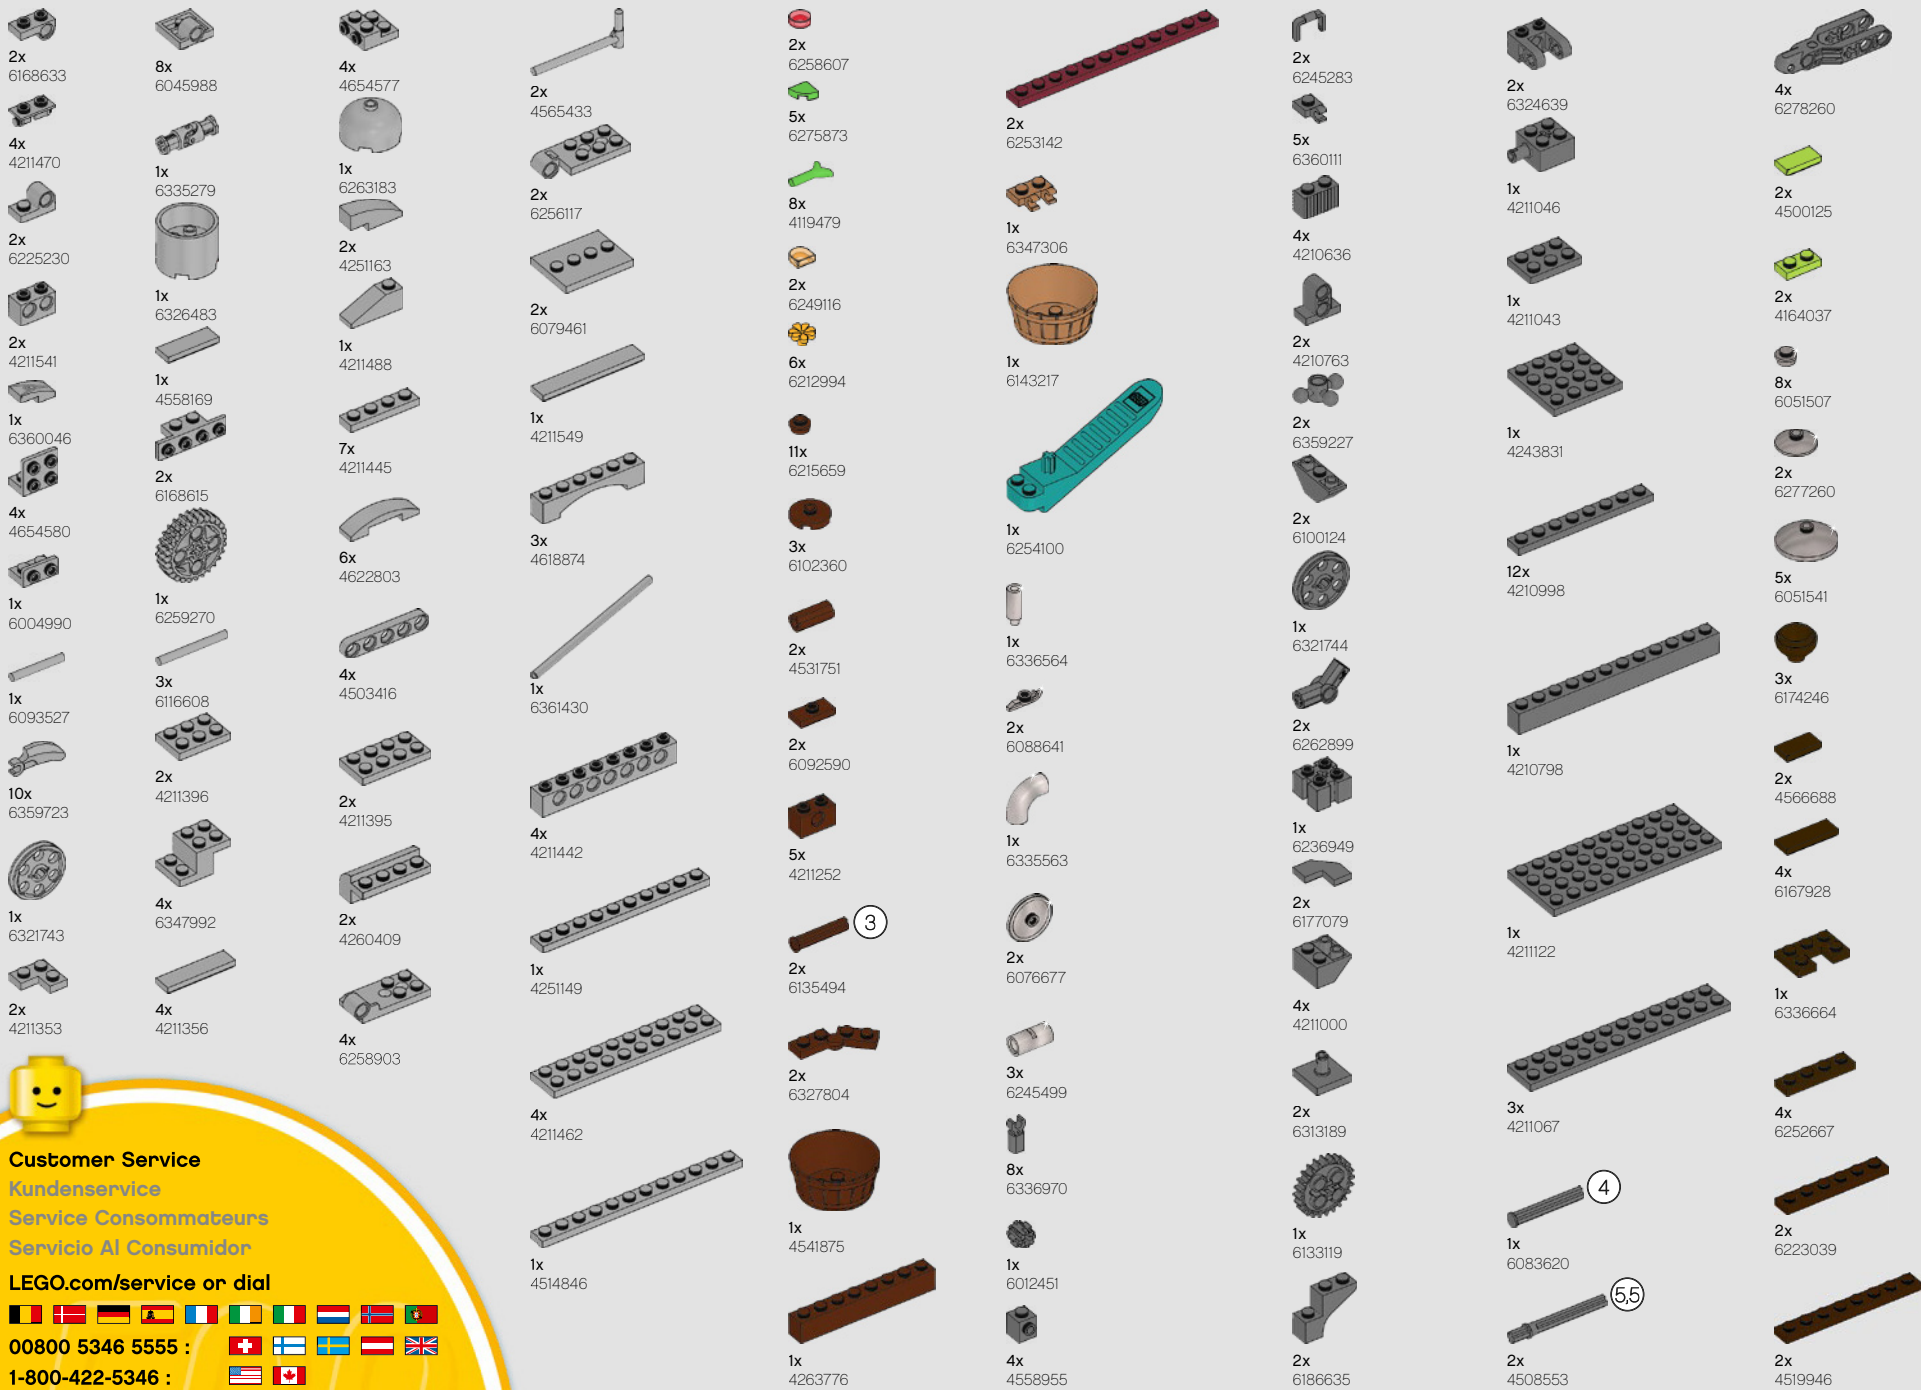 2x
6168633
4x
4211470
2x
6225230
2x
4211541
1x
6360046
4x
4654580
1x
6004990
1x
6093527
10x
6359723
1x
6321743
2x
4211353
8x
6045988
1x
6335279
1x
6326483
1x
4558169
2x
6168615
1x
6259270
3x
6116608
2x
4211396
4x
6347992
4x
4211356
4x
4654577
1x
6263183
2x
4251163
1x
4211488
7x
4211445
6x
4622803
4x
4503416
2x
4211395
2x
4260409
4x
6258903
2x
4565433
2x
6256117
2x
6079461
1x
4211549
3x
4618874
1x
6361430
4x
4211442
1x
4251149
4x
4211462
1x
4514846
2x
6258607
5x
6275873
8x
4119479
2x
6249116
6x
6212994
11x
6215659
3x
6102360
2x
4531751
2x
6092590
5x
4211252
3
2x
6135494
2x
6327804
1x
4541875
1x
4263776
2x
6253142
1x
6347306
1x
6143217
1x
6254100
1x
6336564
2x
6088641
1x
6335563
2x
6076677
3x
6245499
8x
6336970
1x
6012451
4x
4558955
2x
6245283
5x
6360111
4x
4210636
2x
4210763
2x
6359227
2x
6100124
1x
6321744
2x
6262899
1x
6236949
2x
6177079
4x
4211000
2x
6313189
1x
6133119
2x
6186635
2x
6324639
1x
4211046
1x
4211043
1x
4243831
12x
4210998
1x
4210798
1x
4211122
3x
4211067
4
1x
6083620
5,5
2x
4508553
4x
6278260
2x
4500125
2x
4164037
8x
6051507
2x
6277260
5x
6051541
3x
6174246
2x
4566688
4x
6167928
1x
6336664
4x
6252667
2x
6223039
2x
4519946
Customer Service
Kundenservice
Service Consommateurs
Servicio Al Consumidor
LEGO.com/service or dial
00800 5346 5555 :
1-800-422-5346 :